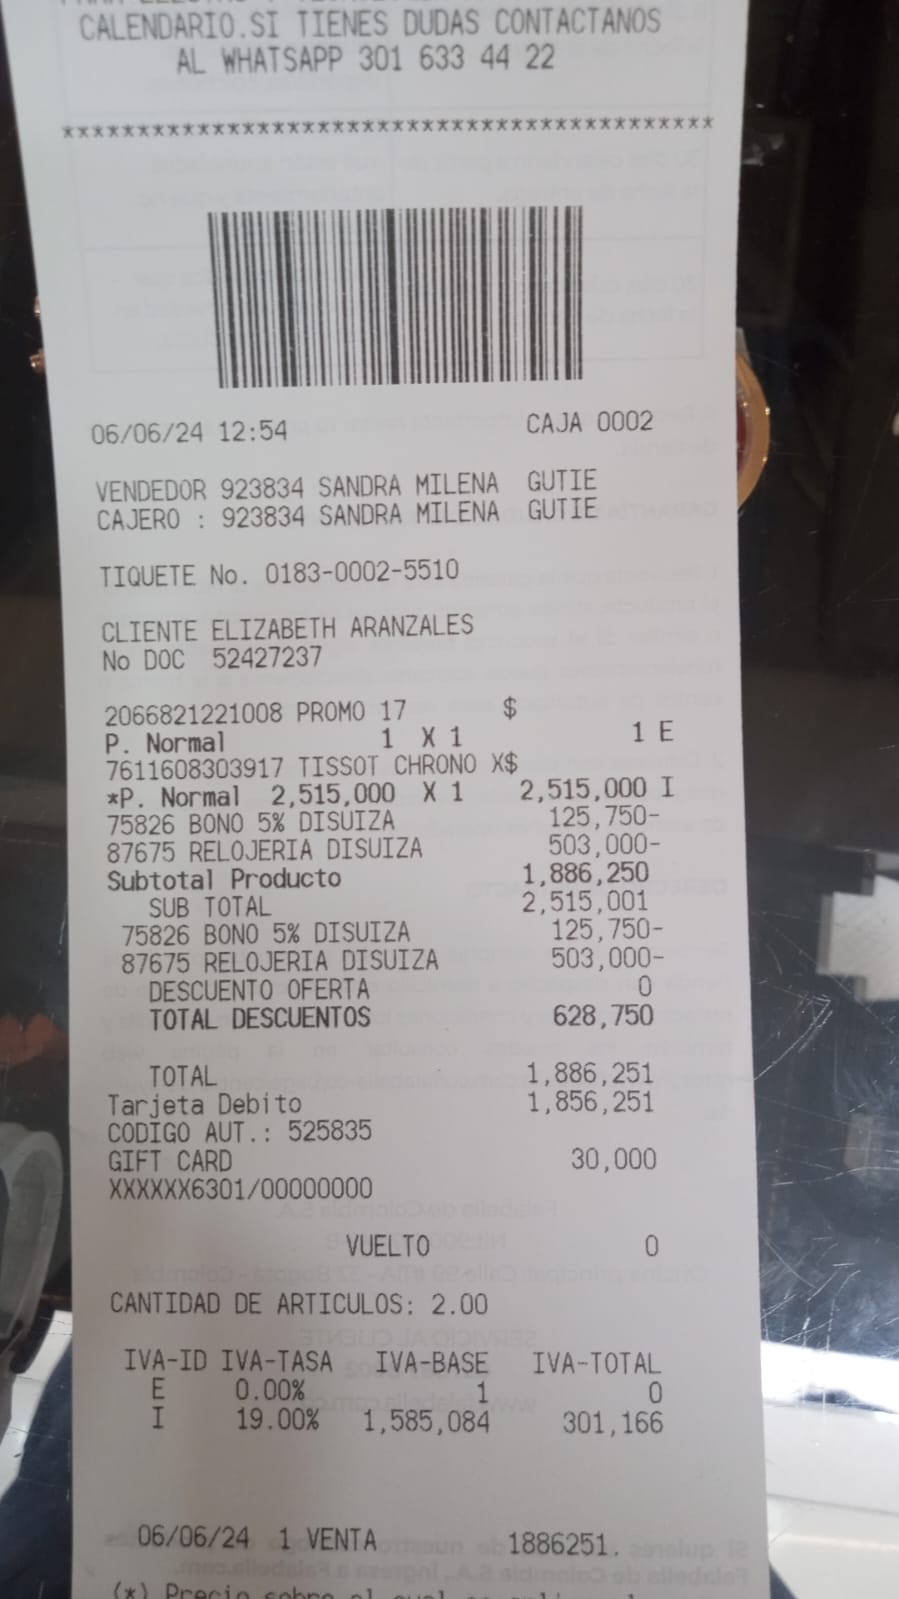 CALENDARIO.SI TIENES DUDAS CONTACTANOS
AL WHATSAPP 301 633 44 22
*******************************************
06/06/24 12:54 CAJA 0002
VENDEDOR 923834 SANDRA MILENA GUTIE
CAJERO : 923834 SANDRA MILENA GUTIE
TIQUETE No. 0183-0002-5510
CLIENTE ELIZABETH ARANZALES
No DOC 52427237
2066821221008 PROMO 17 $
P. Normal 1 X 1 1 E
7611608303917 TISSOT CHRONO X$
*P. Normal 2,515,000 X 1 2,515,000 I
75826 BONO 5% DISUIZA 125,750-
87675 RELOJERIA DISUIZA 503,000-
Subtotal Producto 1,886,250
SUB TOTAL 2,515,001
75826 BONO 5% DISUIZA 125,750-
87675 RELOJERIA DISUIZA 503,000-
DESCUENTO OFERTA 0
TOTAL DESCUENTOS 628,750
TOTAL 1,886,251
Tarjeta Debito 1,856,251
CODIGO AUT.: 525835
GIFT CARD 30,000
XXXXXX6301/00000000
VUELTO 0
CANTIDAD DE ARTICULOS: 2.00
IVA-ID IVA-TASA IVA-BASE IVA-TOTAL
E 0.00% 1 0
I 19.00% 1,585,084 301,166
06/06/24 1 VENTA 1886251.
(*) Precio sobre el cual